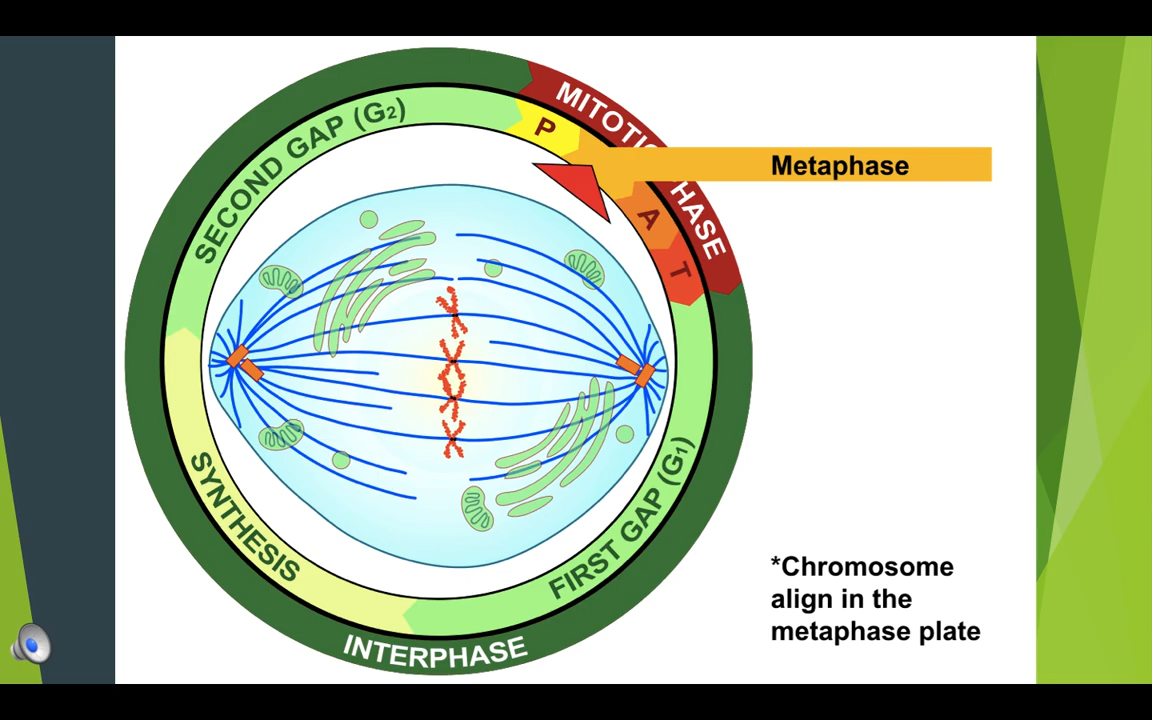 SECOND GAP (G2)
P
MITOTIC PHASE
Metaphase
A
T
SYNTHESIS
FIRST GAP (G1)
INTERPHASE
*Chromosome
align in the
metaphase plate